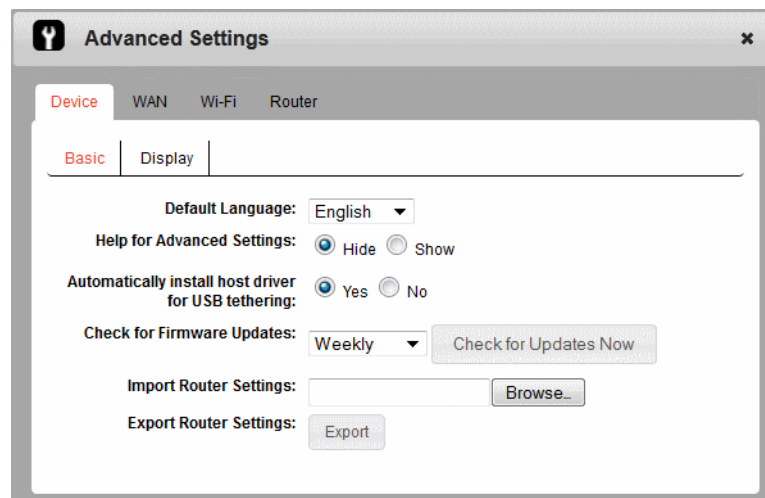 Advanced Settings
Device WAN Wi-Fi Router
Basic Display
Default Language: English
Help for Advanced Settings: Hide Show
Automatically install host driver
for USB tethering: Yes No
Check for Firmware Updates: Weekly Check for Updates Now
Import Router Settings: Browse...
Export Router Settings: Export